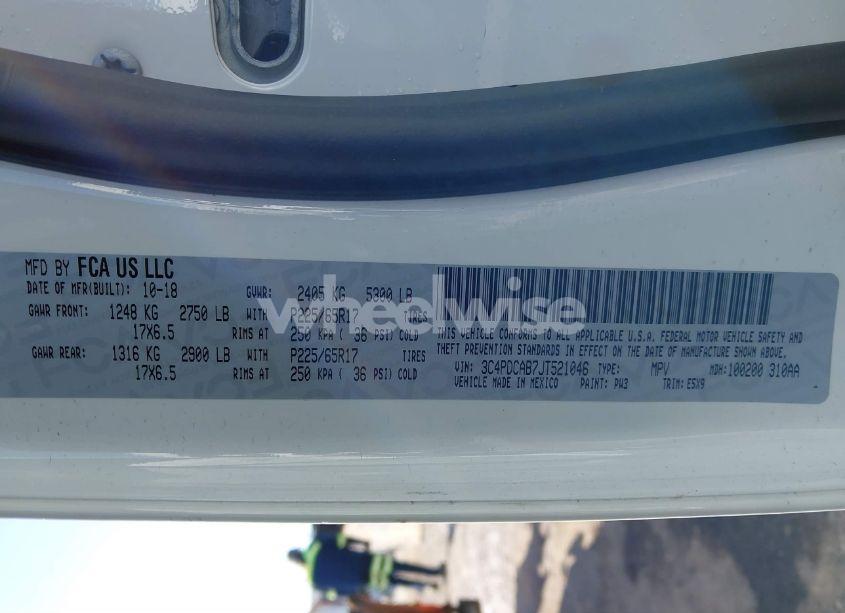 MFD BY FCA US LLC
DATE OF MFR(BUILT): 10-18 GVWR: 2405 KG 5300 LB
GAWR FRONT: 1248 KG 2750 LB WITH P225/65R17 TIRES
17X6.5 RIMS AT 250 KPA ( 36 PSI) COLD
GAWR REAR: 1316 KG 2900 LB WITH P225/65R17 TIRES
17X6.5 RIMS AT 250 KPA ( 36 PSI) COLD
THIS VEHICLE CONFORMS TO ALL APPLICABLE U.S.A. FEDERAL MOTOR VEHICLE SAFETY AND
THEFT PREVENTION STANDARDS IN EFFECT ON THE DATE OF MANUFACTURE SHOWN ABOVE.
VIN: 3C4PDCAB7JT521046 TYPE: MPV MDH: 100200 310AA
VEHICLE MADE IN MEXICO PAINT: PW3 TRIM: E5X9
wheelwise